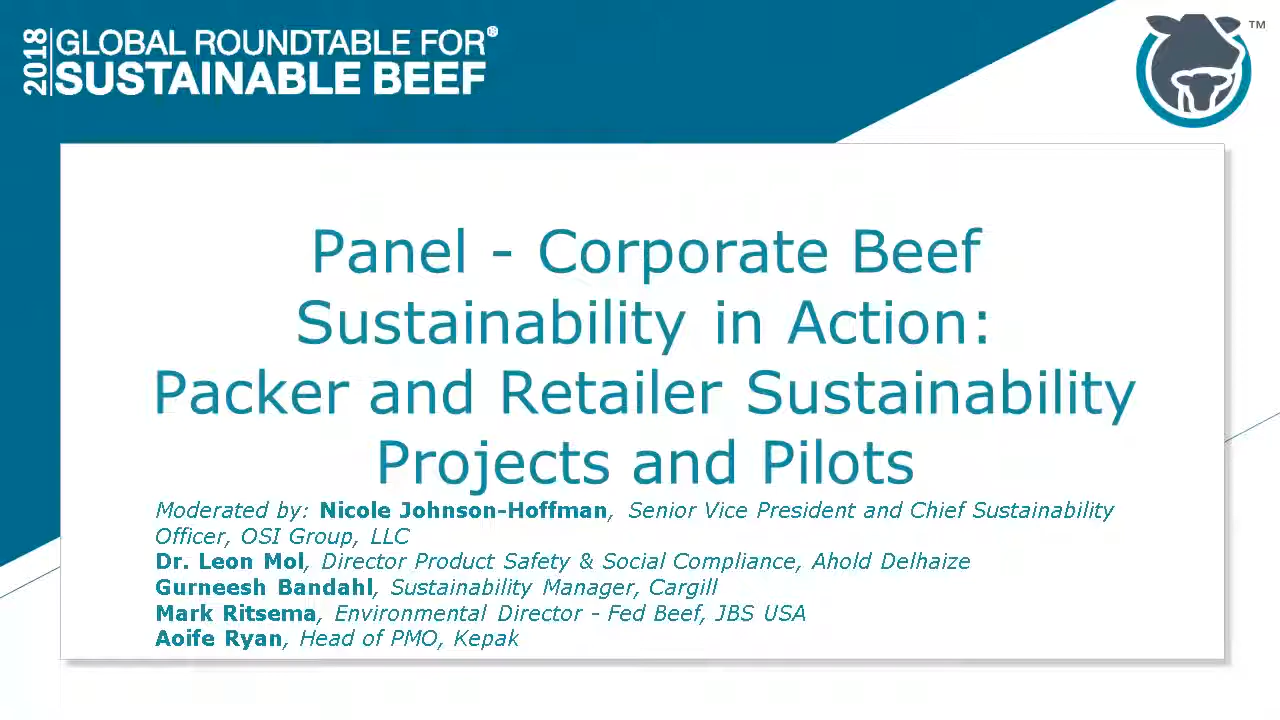 2018 GLOBAL ROUNDTABLE FOR®
SUSTAINABLE BEEF
TM
Panel - Corporate Beef
Sustainability in Action:
Packer and Retailer Sustainability
Projects and Pilots
Moderated by: Nicole Johnson-Hoffman, Senior Vice President and Chief Sustainability
Officer, OSI Group, LLC
Dr. Leon Mol, Director Product Safety & Social Compliance, Ahold Delhaize
Gurneesh Bandahl, Sustainability Manager, Cargill
Mark Ritsema, Environmental Director - Fed Beef, JBS USA
Aoife Ryan, Head of PMO, Kepak